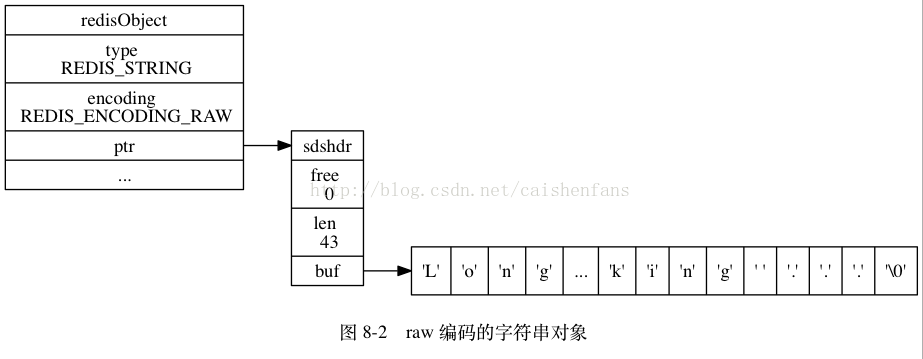 redisObject
type
REDIS_STRING
encoding
REDIS_ENCODING_RAW
ptr
...
sdshdr
free
0
len
43
buf
'L' 'o' 'n' 'g' ... 'k' 'i' 'n' 'g' ' ' '.' '.' '.' '\0'
http://blog.csdn.net/caishenfans
图 8-2 raw 编码的字符串对象